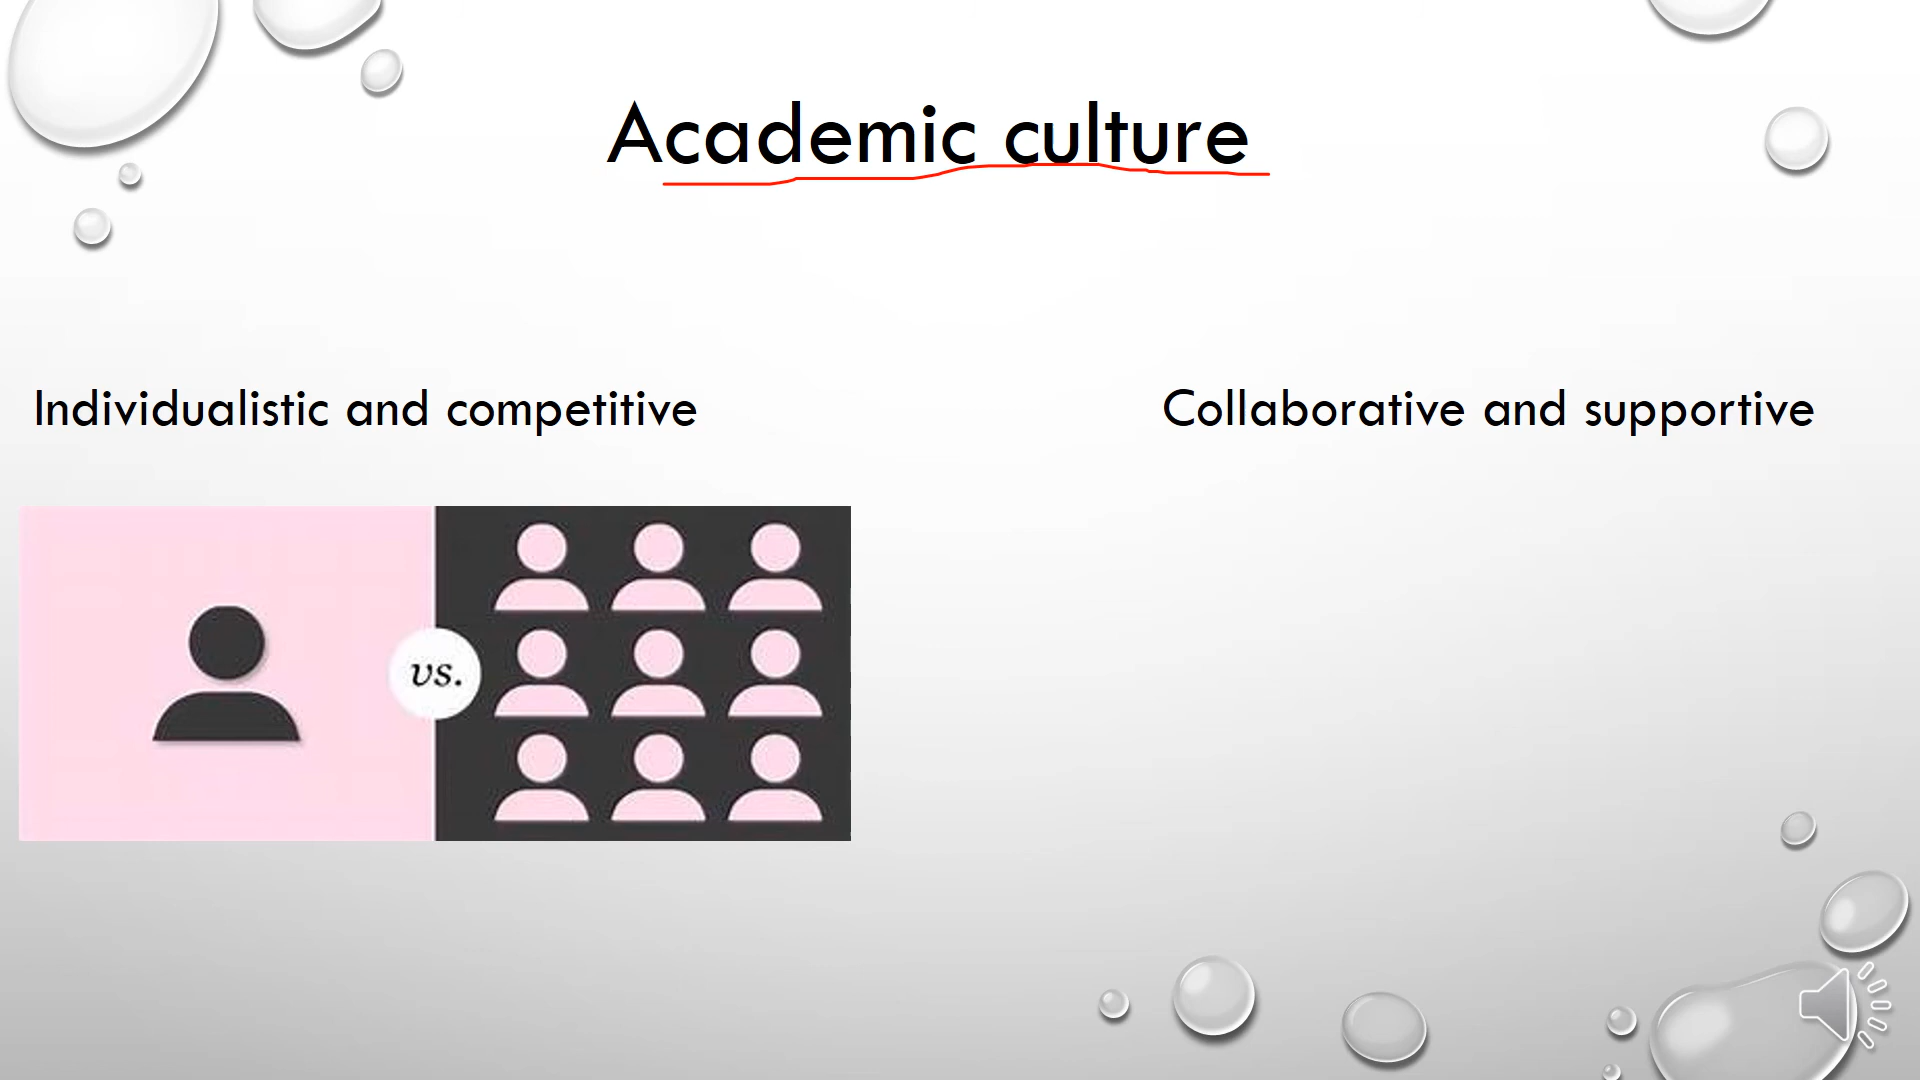 Academic culture
Individualistic and competitive
Collaborative and supportive
vs.